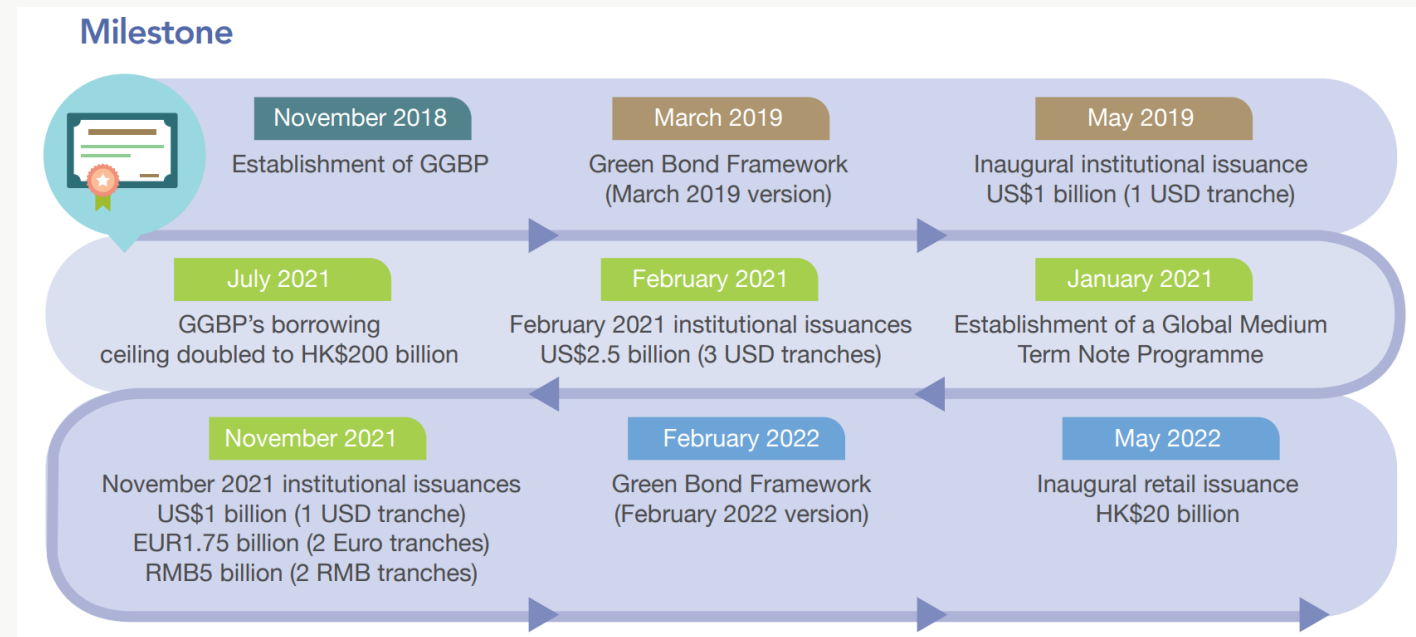 Milestone
November 2018
Establishment of GGBP
March 2019
Green Bond Framework
(March 2019 version)
May 2019
Inaugural institutional issuance
US$1 billion (1 USD tranche)
January 2021
Establishment of a Global Medium
Term Note Programme
February 2021
February 2021 institutional issuances
US$2.5 billion (3 USD tranches)
July 2021
GGBP’s borrowing
ceiling doubled to HK$200 billion
November 2021
November 2021 institutional issuances
US$1 billion (1 USD tranche)
EUR1.75 billion (2 Euro tranches)
RMB5 billion (2 RMB tranches)
February 2022
Green Bond Framework
(February 2022 version)
May 2022
Inaugural retail issuance
HK$20 billion